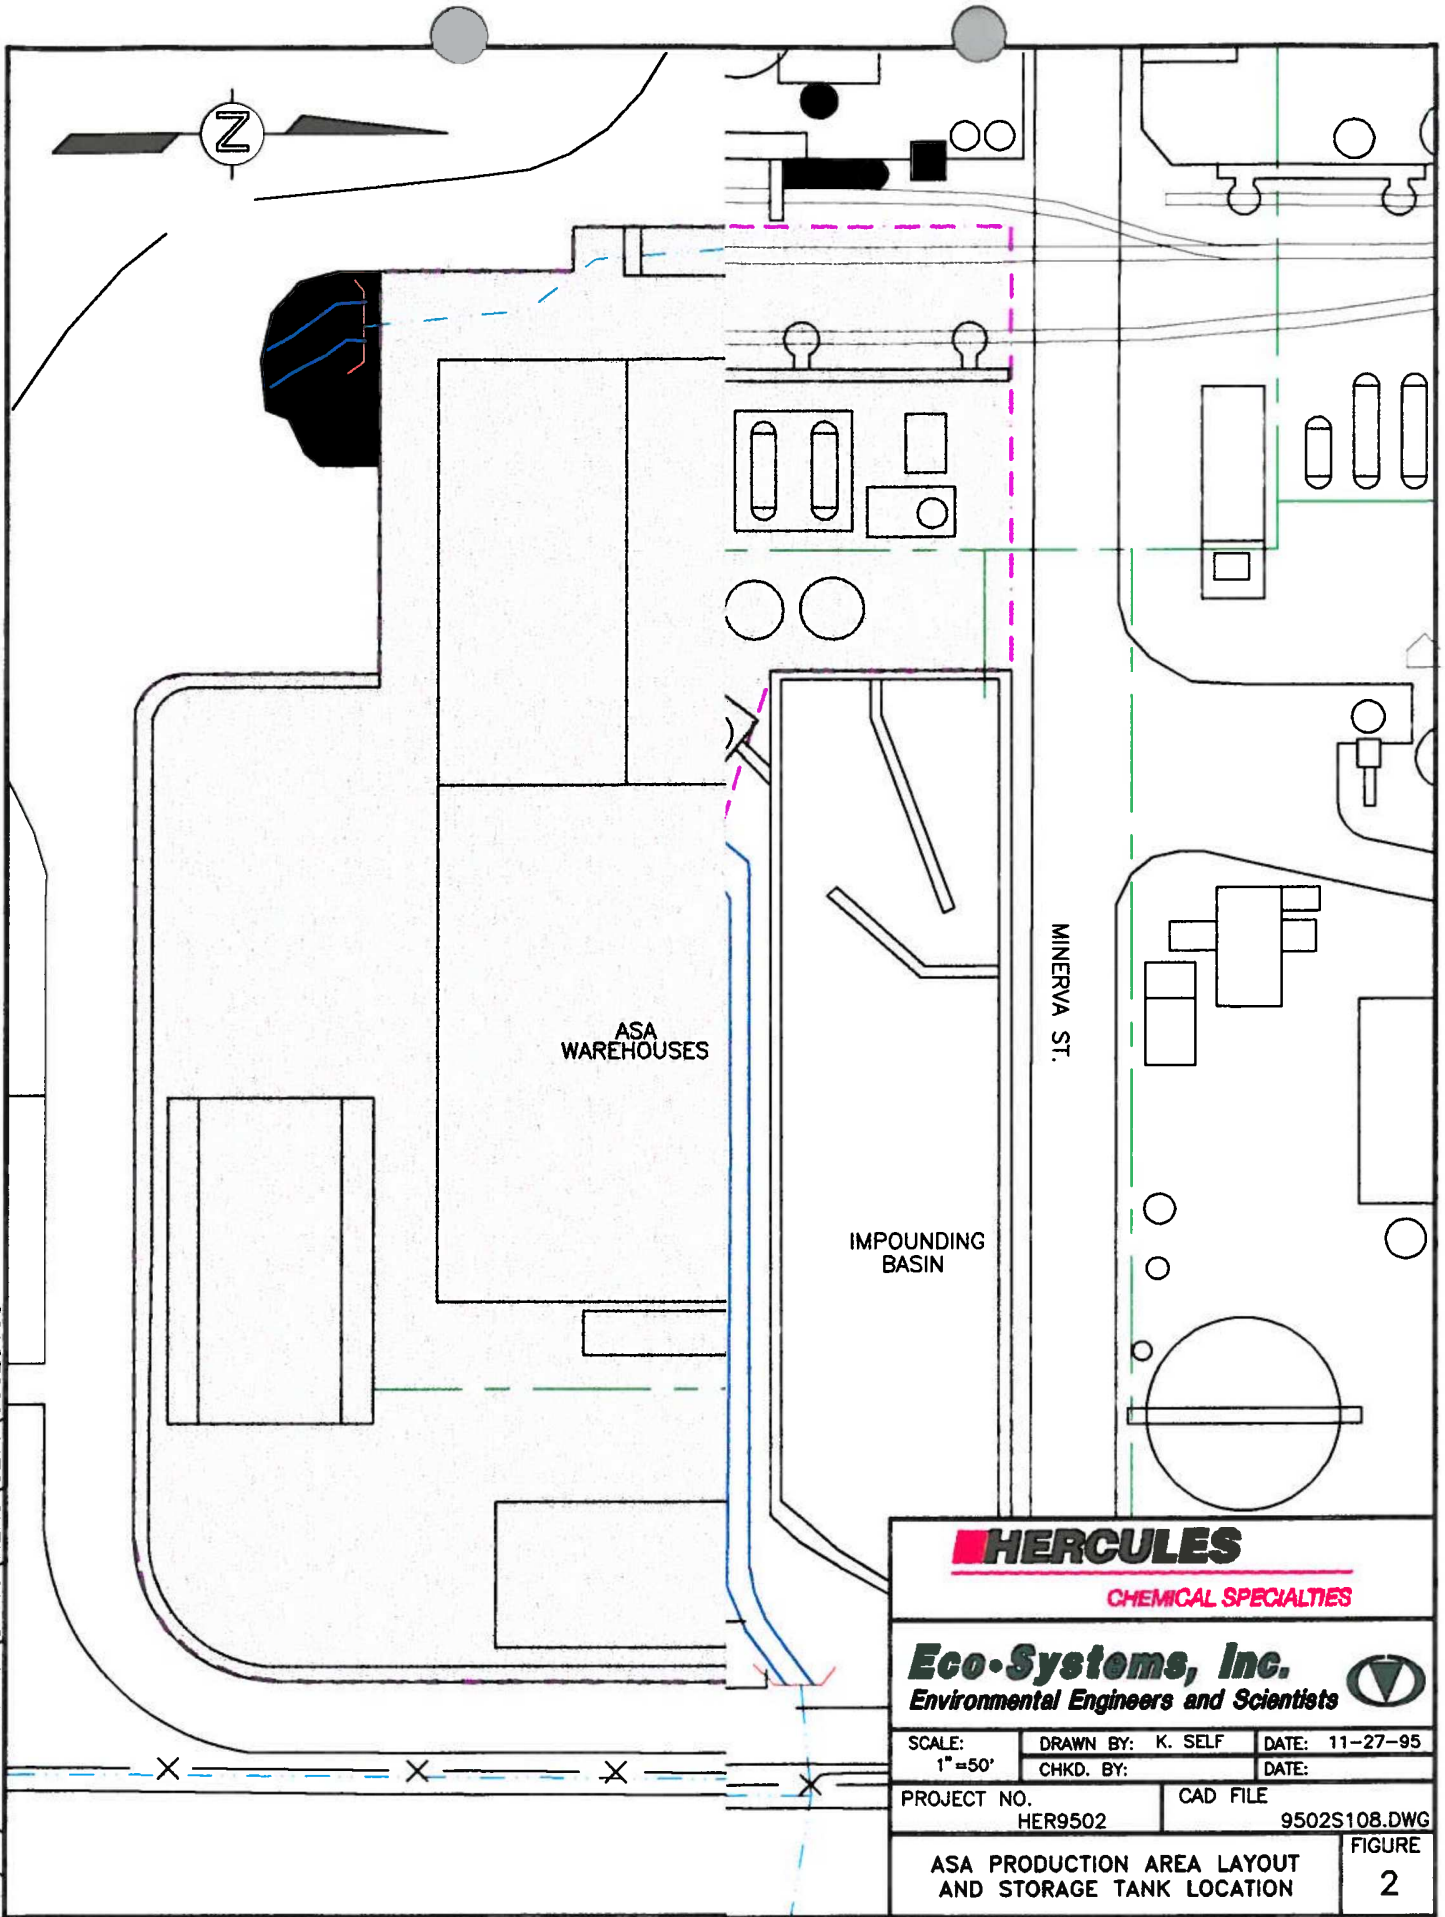 N
ASA
WAREHOUSES
MINERVA ST.
IMPOUNDING
BASIN
HERCULES
CHEMICAL SPECIALTIES
Eco•Systems, Inc.
Environmental Engineers and Scientists
SCALE:
1"=50'
DRAWN BY: K. SELF
DATE: 11-27-95
CHKD. BY:
DATE:
PROJECT NO.
HER9502
CAD FILE
9502S108.DWG
ASA PRODUCTION AREA LAYOUT
AND STORAGE TANK LOCATION
FIGURE
2